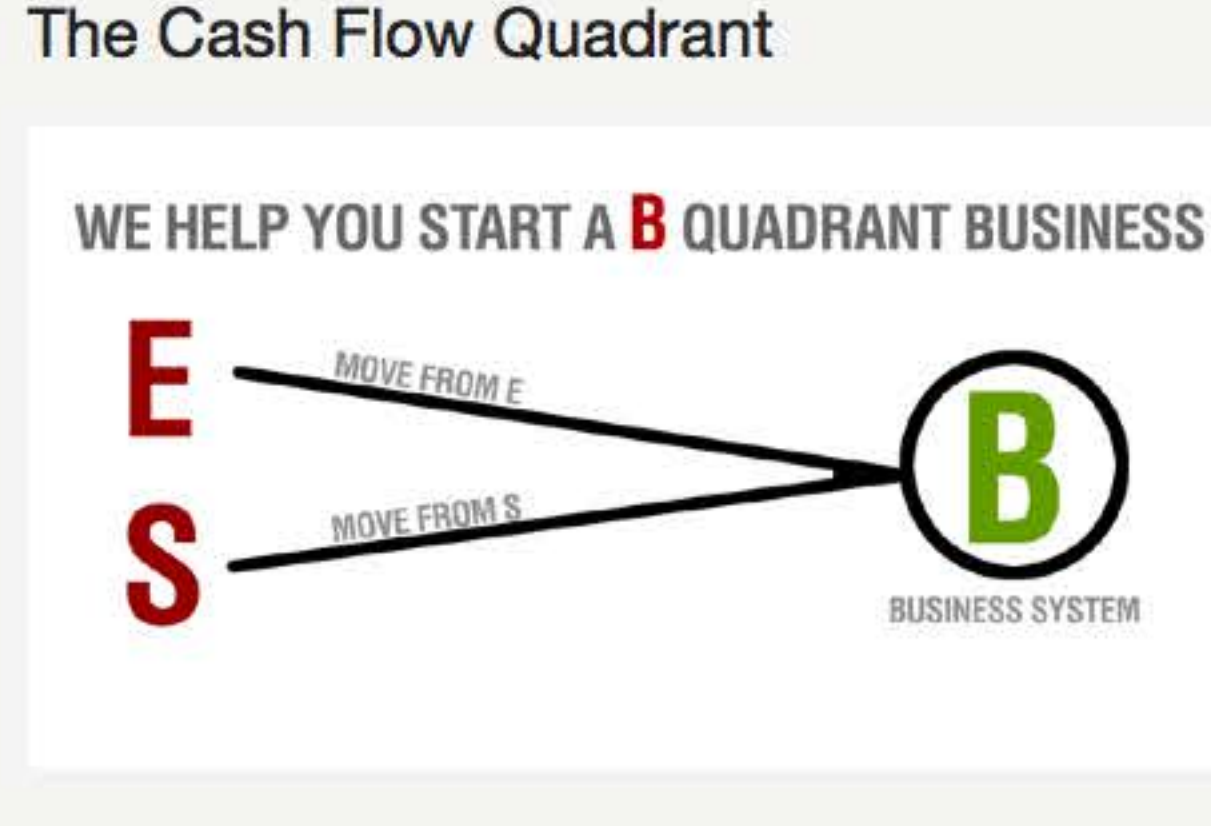 The Cash Flow Quadrant
WE HELP YOU START A B QUADRANT BUSINESS
E
MOVE FROM E
B
S
MOVE FROM S
BUSINESS SYSTEM